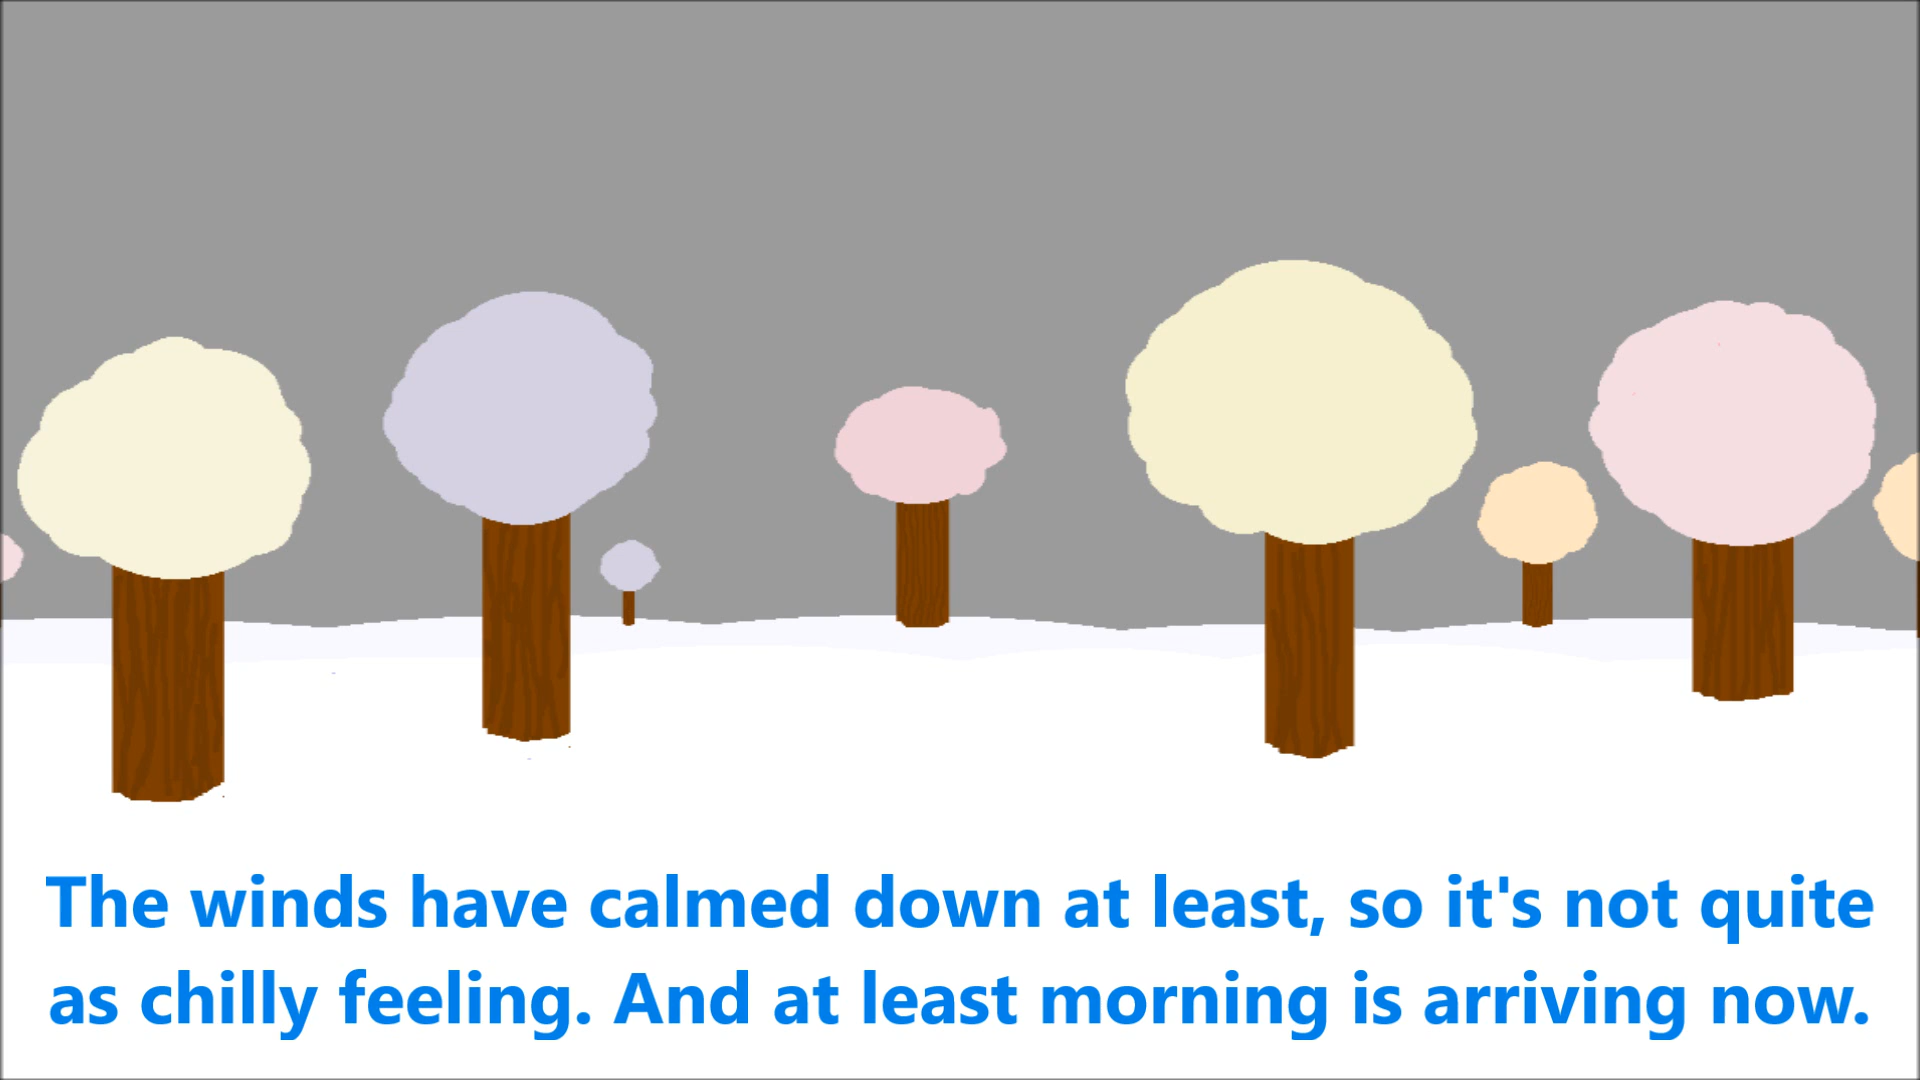 The winds have calmed down at least, so it's not quite
as chilly feeling. And at least morning is arriving now.